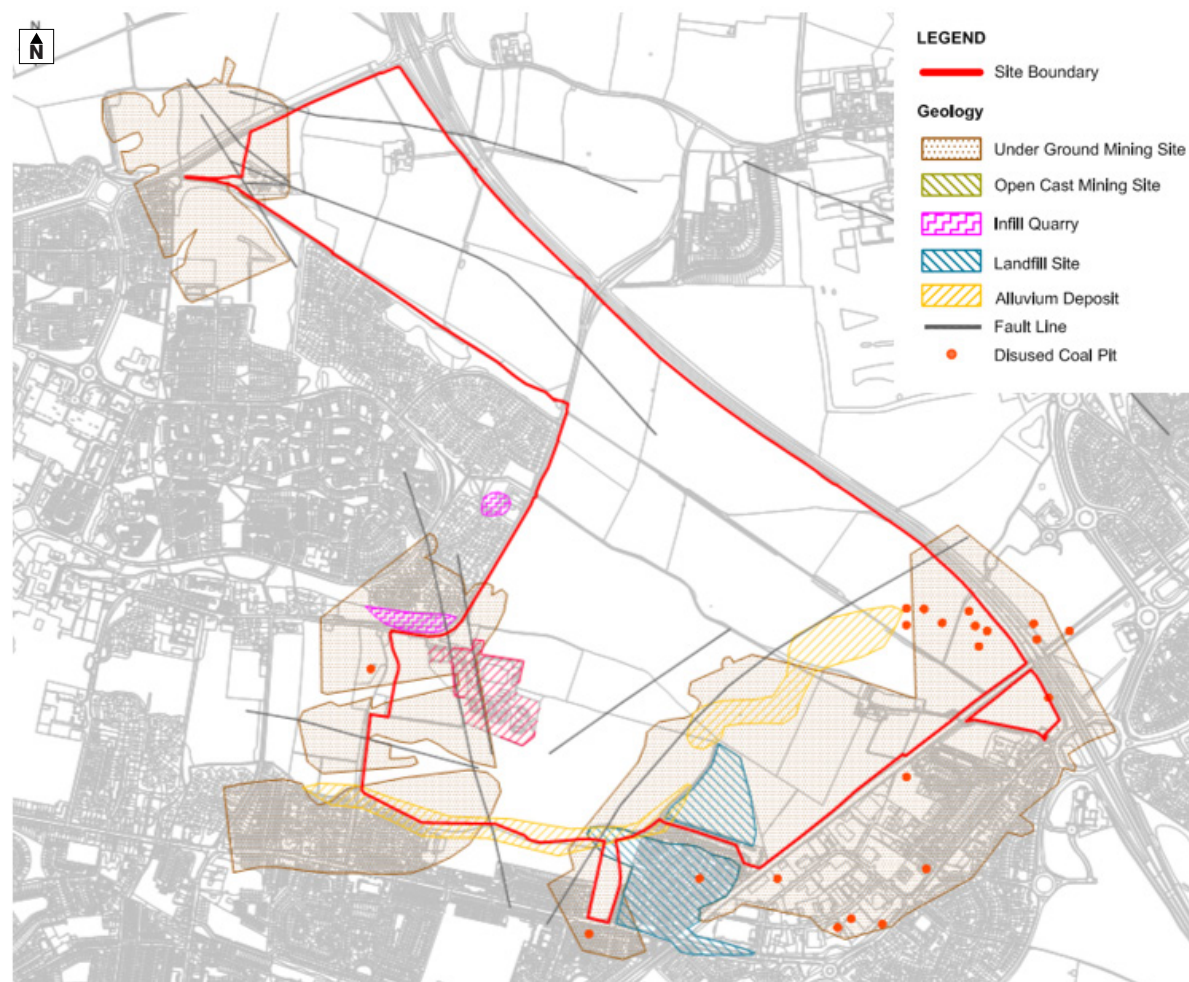 N
N
LEGEND
Site Boundary
Geology
Under Ground Mining Site
Open Cast Mining Site
Infill Quarry
Landfill Site
Alluvium Deposit
Fault Line
Disused Coal Pit